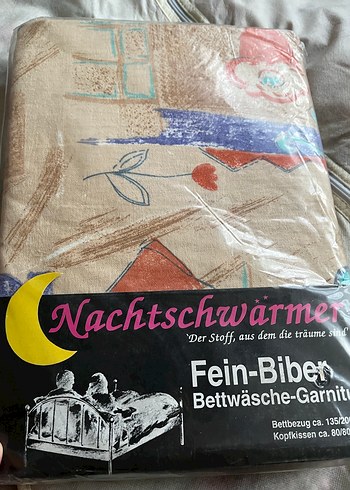 Nachtschwärmer
'Der Stoff, aus dem die träume sind'
Fein-Biber
Bettwäsche-Garnitu
Bettbezug ca. 135/200
Kopfkissen ca. 80/80